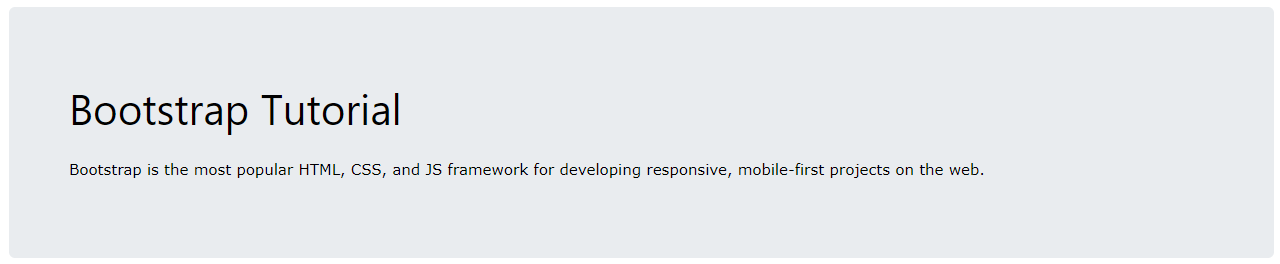 Bootstrap Tutorial
Bootstrap is the most popular HTML, CSS, and JS framework for developing responsive, mobile-first projects on the web.